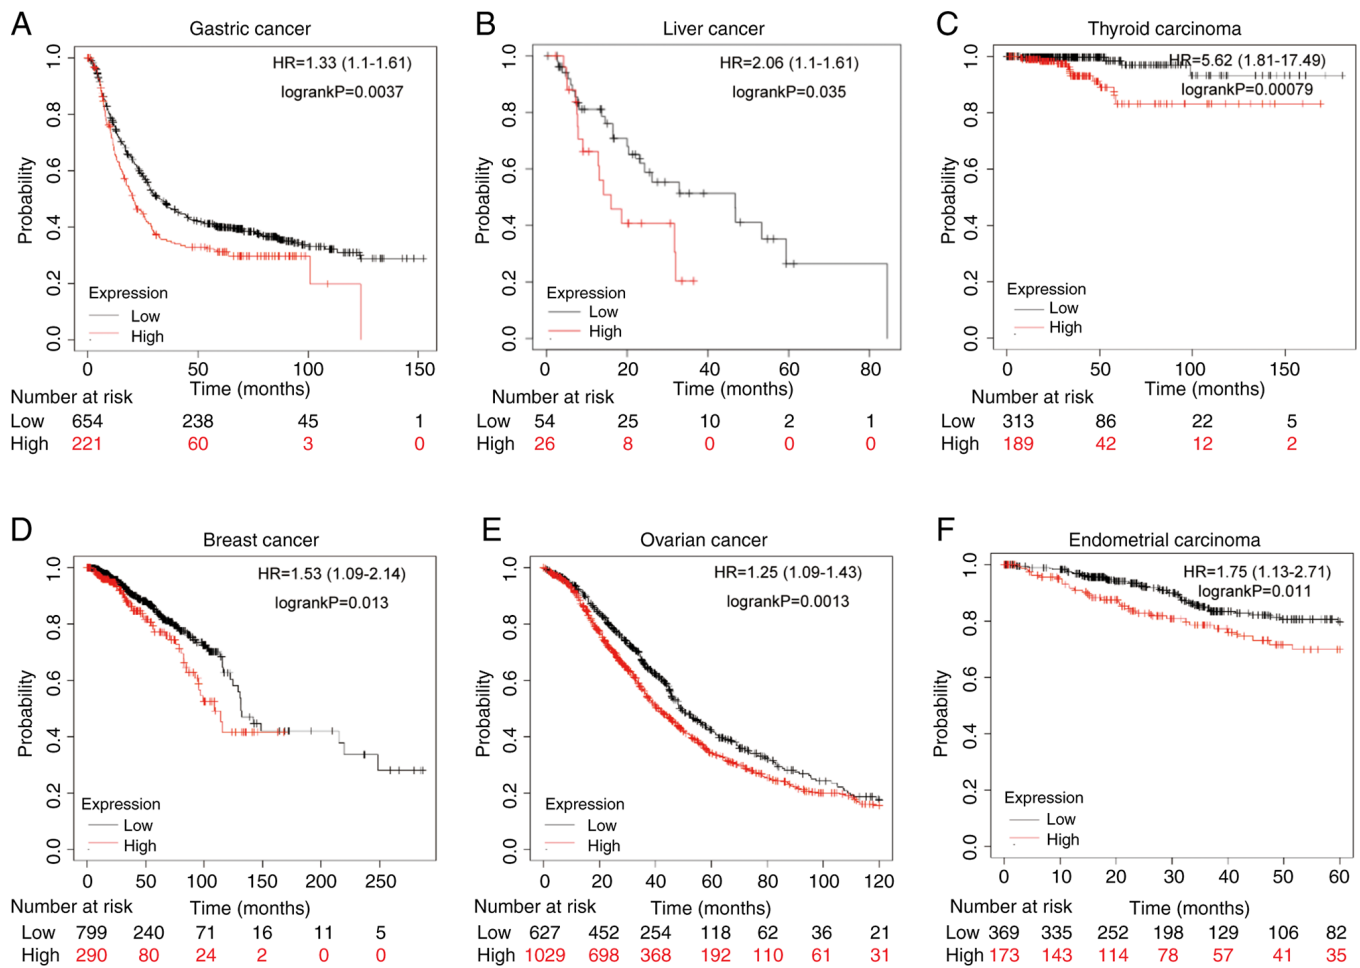 A
Gastric cancer
HR=1.33 (1.1-1.61)
logrankP=0.0037
Probability
1.0
0.8
0.6
0.4
0.2
0.0
Expression
Low
High
0 50 100 150
Time (months)
Number at risk
Low 654 238 45 1
High 221 60 3 0
B
Liver cancer
HR=2.06 (1.1-1.61)
logrankP=0.035
Probability
1.0
0.8
0.6
0.4
0.2
0.0
Expression
Low
High
0 20 40 60 80
Time (months)
Number at risk
Low 54 25 10 2 1
High 26 8 0 0 0
C
Thyroid carcinoma
HR=5.62 (1.81-17.49)
logrankP=0.00079
Probability
1.0
0.8
0.6
0.4
0.2
0.0
Expression
Low
High
0 50 100 150
Time (months)
Number at risk
Low 313 86 22 5
High 189 42 12 2
D
Breast cancer
HR=1.53 (1.09-2.14)
logrankP=0.013
Probability
1.0
0.8
0.6
0.4
0.2
0.0
Expression
Low
High
0 50 100 150 200 250
Number at risk Time (months)
Low 799 240 71 16 11 5
High 290 80 24 2 0 0
E
Ovarian cancer
HR=1.25 (1.09-1.43)
logrankP=0.0013
Probability
1.0
0.8
0.6
0.4
0.2
0.0
Expression
Low
High
0 20 40 60 80 100 120
Number at risk Time (months)
Low 627 452 254 118 62 36 21
High 1029 698 368 192 110 61 31
F
Endometrial carcinoma
HR=1.75 (1.13-2.71)
logrankP=0.011
Probability
1.0
0.8
0.6
0.4
0.2
0.0
Expression
Low
High
0 10 20 30 40 50 60
Number at risk Time (months)
Low 369 335 252 198 129 106 82
High 173 143 114 78 57 41 35